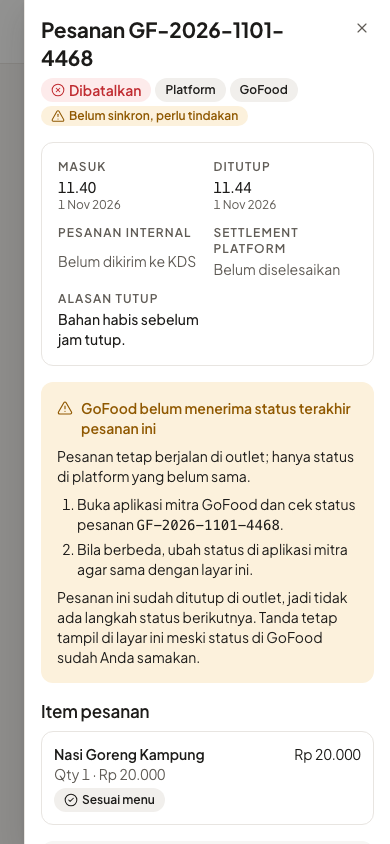 Pesanan GF-2026-1101-
4468
Dibatalkan
Platform
GoFood
Belum sinkron, perlu tindakan
MASUK
11.40
1 Nov 2026
DITUTUP
11.44
1 Nov 2026
PESANAN INTERNAL
Belum dikirim ke KDS
SETTLEMENT
PLATFORM
Belum diselesaikan
ALASAN TUTUP
Bahan habis sebelum
jam tutup.
GoFood belum menerima status terakhir
pesanan ini
Pesanan tetap berjalan di outlet; hanya status
di platform yang belum sama.
1. Buka aplikasi mitra GoFood dan cek status
pesanan GF-2026-1101-4468.
2. Bila berbeda, ubah status di aplikasi mitra
agar sama dengan layar ini.
Pesanan ini sudah ditutup di outlet, jadi tidak
ada langkah status berikutnya. Tanda tetap
tampil di layar ini meski status di GoFood
sudah Anda samakan.
Item pesanan
Nasi Goreng Kampung
Rp 20.000
Qty 1 · Rp 20.000
Sesuai menu